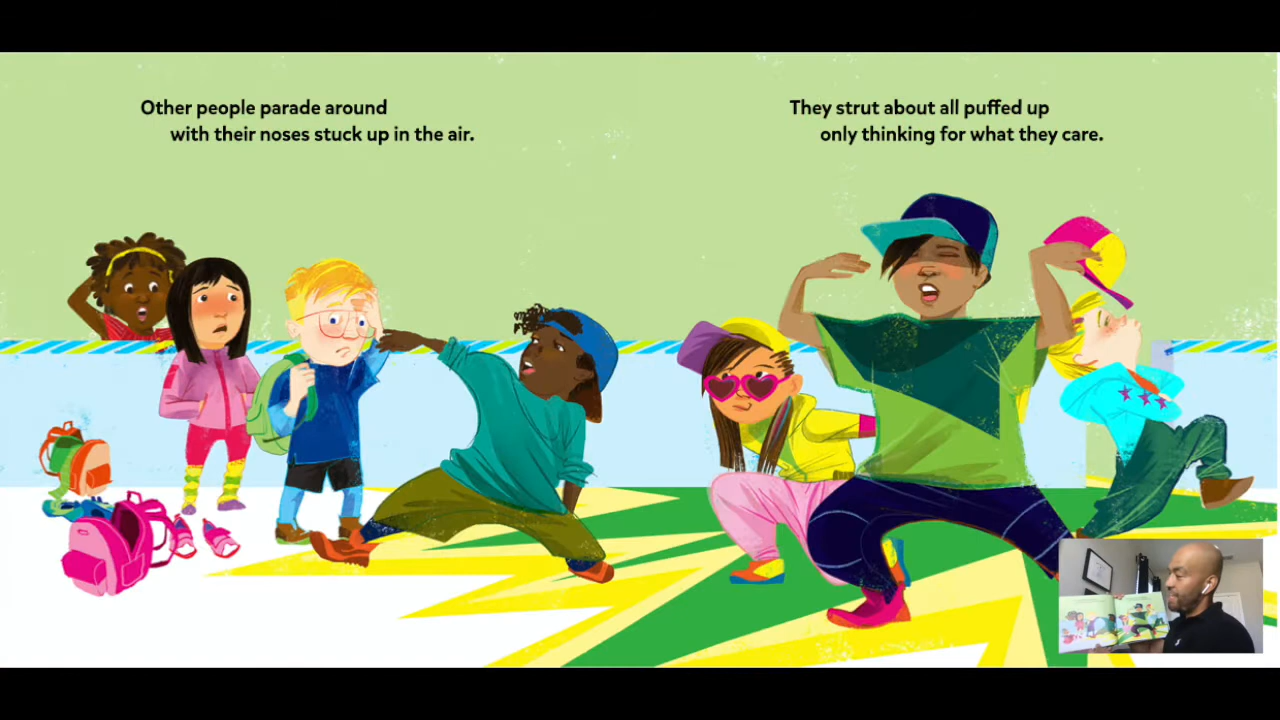 Other people parade around
with their noses stuck up in the air.
They strut about all puffed up
only thinking for what they care.